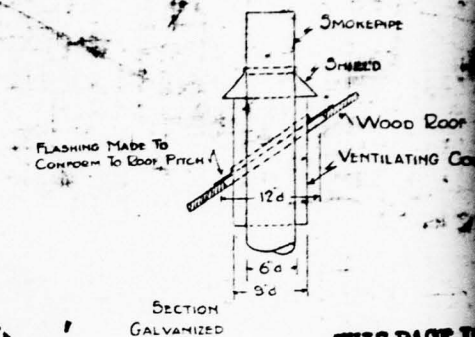 SMOKEPIPE
SHIELD
WOOD ROOF
FLASHING MADE TO
CONFORM TO ROOF PITCH
VENTILATING
12"d
6"d
9"d
SECTION
GALVANIZED